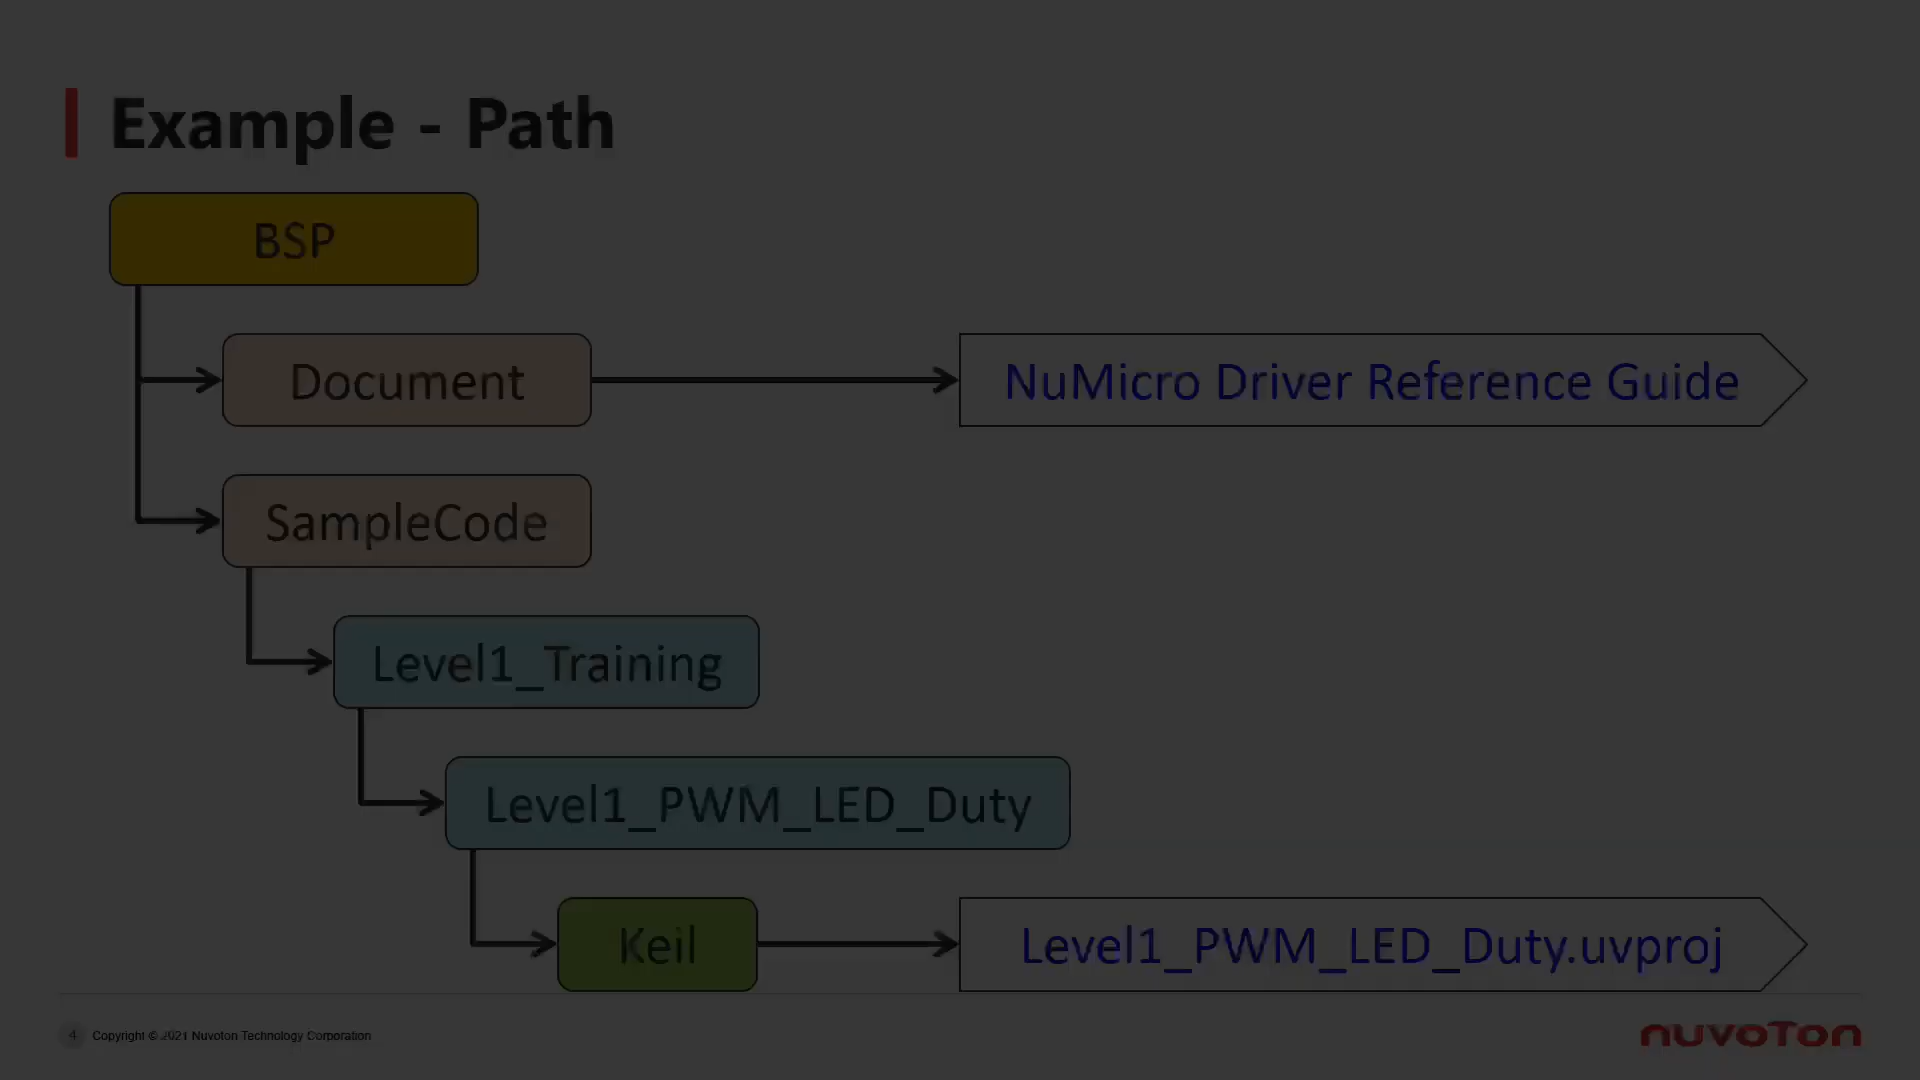 Example - Path
BSP
Document
NuMicro Driver Reference Guide
SampleCode
Level1_Training
Level1_PWM_LED_Duty
Keil
Level1_PWM_LED_Duty.uvproj
4
Copyright © 2021 Nuvoton Technology Corporation
nuvoTon